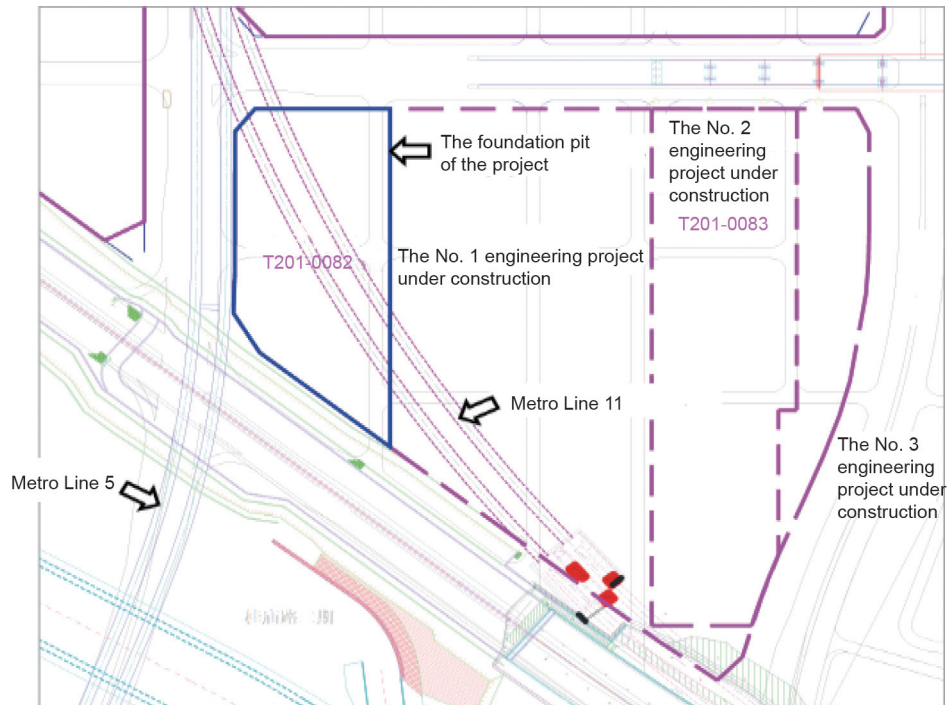 The foundation pit
of the project
The No. 2
engineering
project under
construction
T201-0083
T201-0082
The No. 1 engineering project
under construction
Metro Line 11
The No. 3
engineering
project under
construction
Metro Line 5